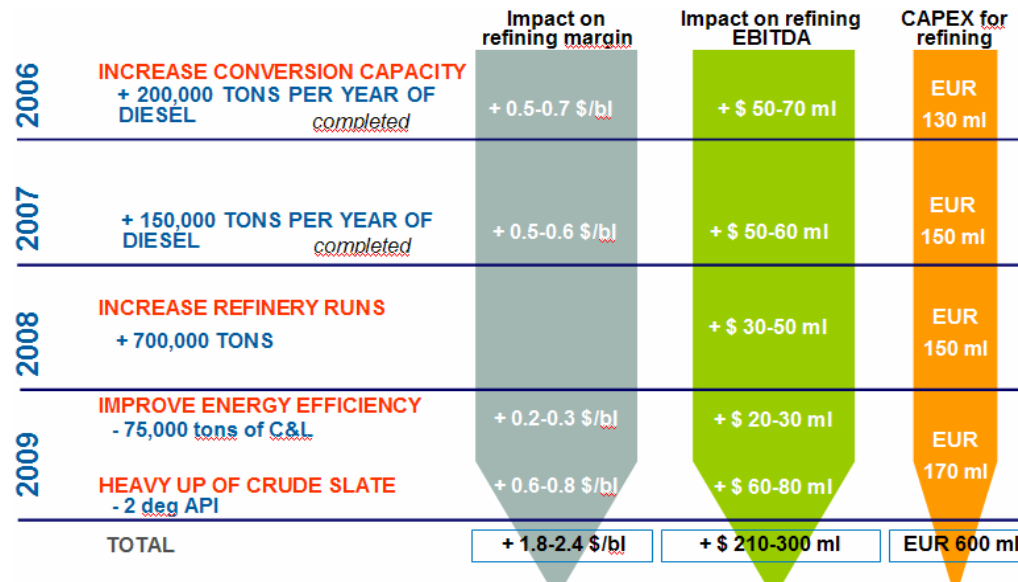 Impact on
refining margin
Impact on refining
EBITDA
CAPEX for
refining
2006
INCREASE CONVERSION CAPACITY
+ 200,000 TONS PER YEAR OF
DIESEL
completed
+ 0.5-0.7 $/bl
+ $ 50-70 ml
EUR
130 ml
2007
+ 150,000 TONS PER YEAR OF
DIESEL
completed
+ 0.5-0.6 $/bl
+ $ 50-60 ml
EUR
150 ml
2008
INCREASE REFINERY RUNS
+ 700,000 TONS
+ $ 30-50 ml
EUR
150 ml
2009
IMPROVE ENERGY EFFICIENCY
- 75,000 tons of C&L
+ 0.2-0.3 $/bl
+ $ 20-30 ml
HEAVY UP OF CRUDE SLATE
- 2 deg API
+ 0.6-0.8 $/bl
+ $ 60-80 ml
EUR
170 ml
TOTAL
+ 1.8-2.4 $/bl
+ $ 210-300 ml
EUR 600 ml